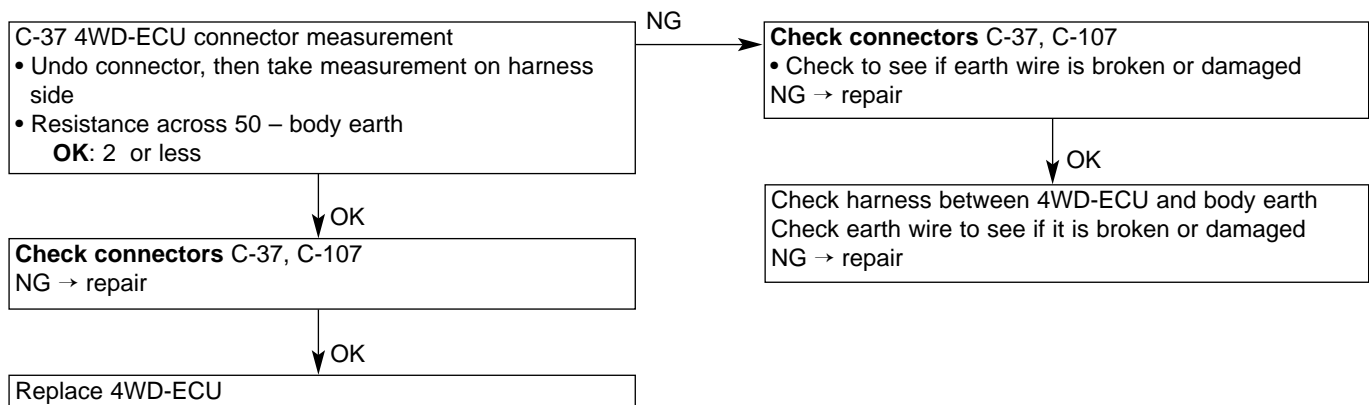 C-37 4WD-ECU connector measurement
• Undo connector, then take measurement on harness
side
• Resistance across 50 – body earth
OK: 2 or less
NG
Check connectors C-37, C-107
• Check to see if earth wire is broken or damaged
NG → repair
OK
Check harness between 4WD-ECU and body earth
Check earth wire to see if it is broken or damaged
NG → repair
OK
Check connectors C-37, C-107
NG → repair
OK
Replace 4WD-ECU